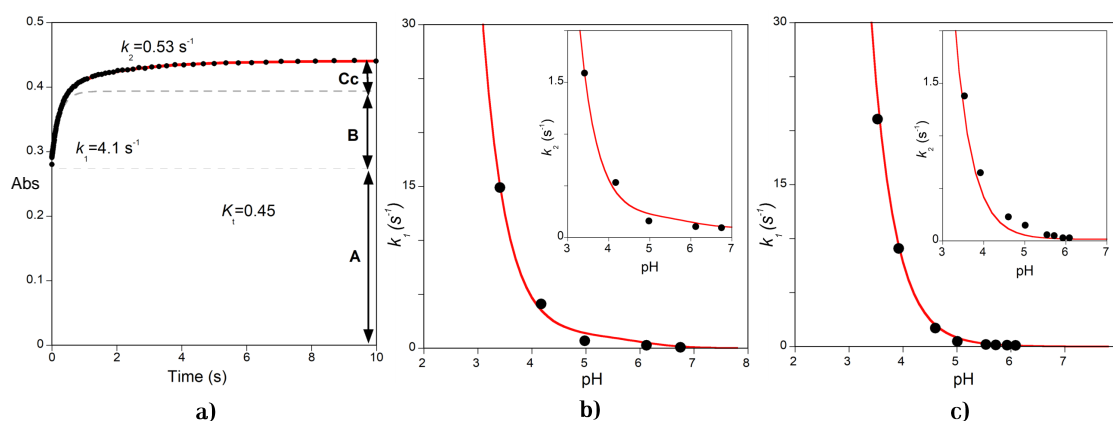 0.5
0.4
0.3
Abs
0.2
0.1
0
0 2 4 6 8 10
Time (s)
k2=0.53 s-1
k1=4.1 s-1
Kt=0.45
Cc
B
A
a)
30
15
0
k1 (s-1)
2 3 4 5 6 7 8
pH
1.5
0
k2 (s-1)
3 4 5 6 7
pH
b)
30
15
0
k1 (s-1)
2 3 4 5 6 7
pH
1.5
0
k2 (s-1)
3 4 5 6 7
pH
c)